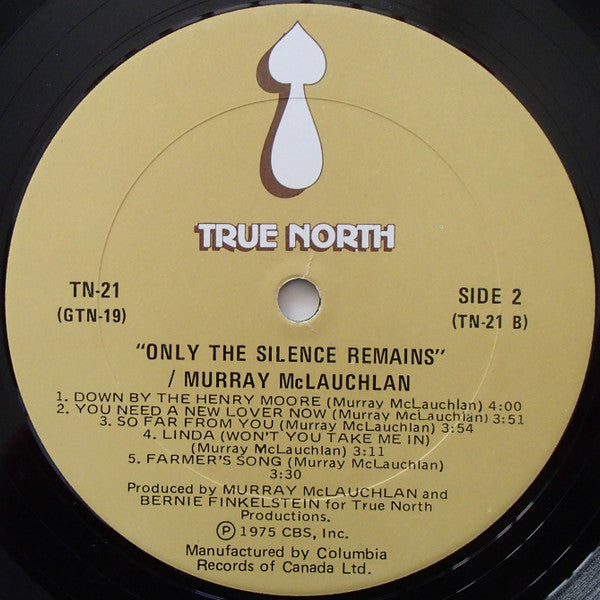 TRUE NORTH
TN-21
(GTN-19)
SIDE 2
(TN-21 B)
"ONLY THE SILENCE REMAINS"
/ MURRAY McLAUCHLAN
1. DOWN BY THE HENRY MOORE (Murray McLauchlan) 4:00
2. YOU NEED A NEW LOVER NOW (Murray McLauchlan) 3:51
3. SO FAR FROM YOU (Murray McLauchlan) 3:54
4. LINDA (WON'T YOU TAKE ME IN)
(Murray McLauchlan) 3:11
5. FARMER'S SONG (Murray McLauchlan)
3:30
Produced by MURRAY McLAUCHLAN and
BERNIE FINKELSTEIN for True North
Productions.
Ⓟ 1975 CBS, Inc.
Manufactured by Columbia
Records of Canada Ltd.